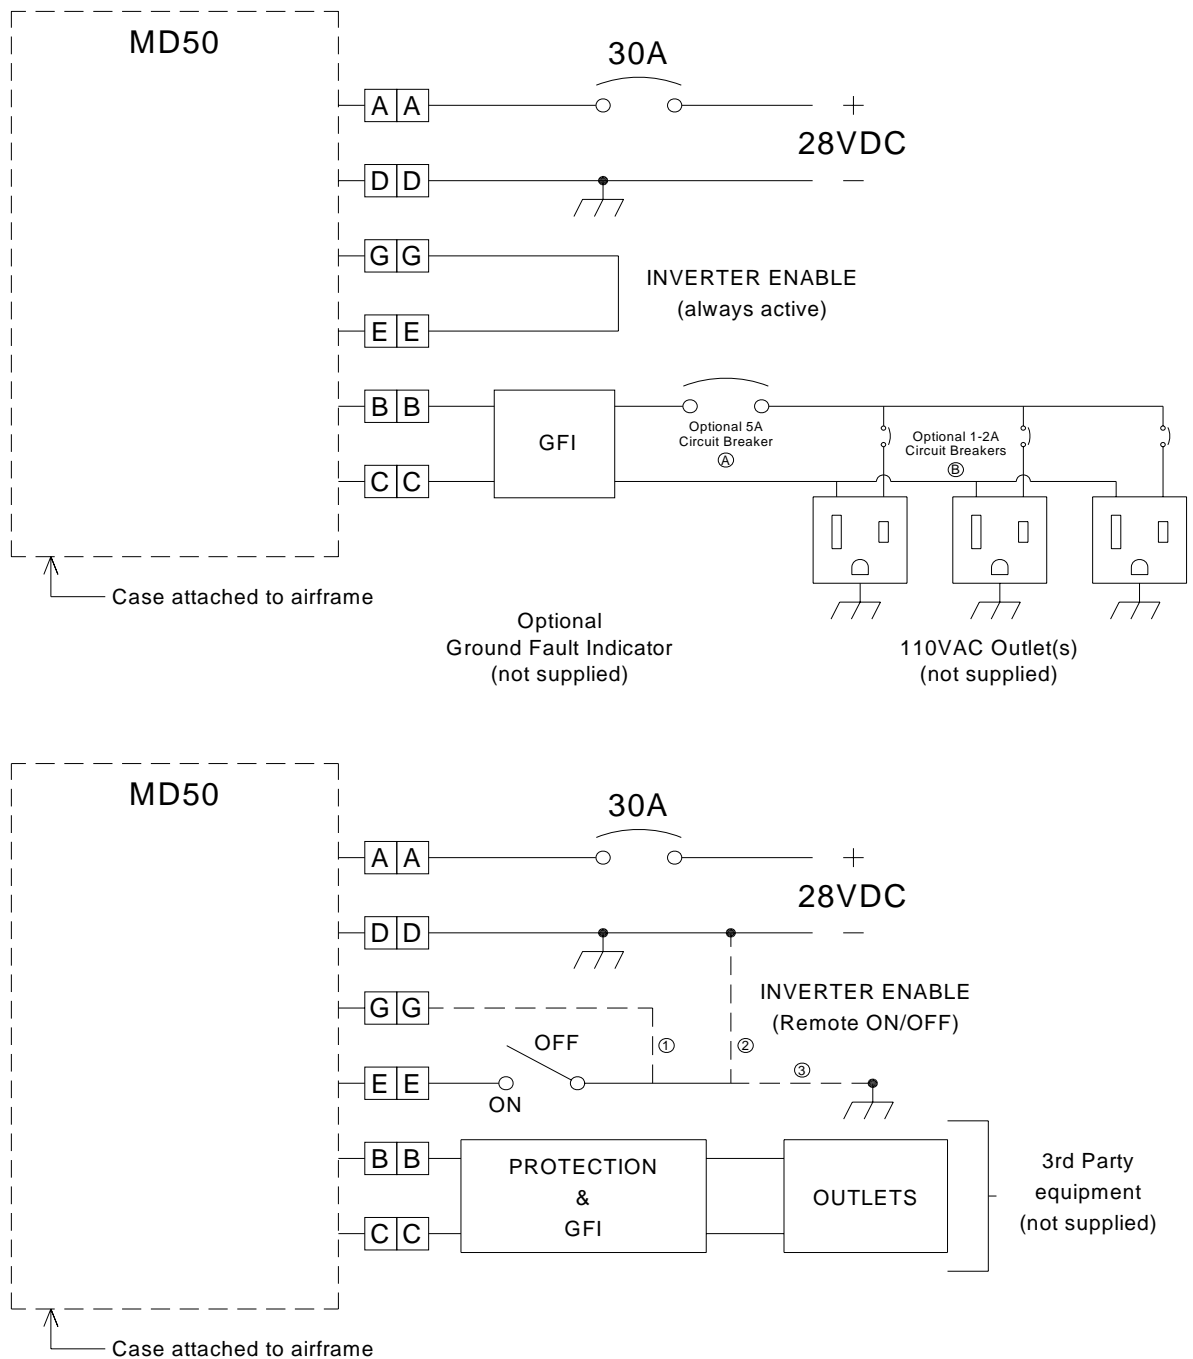 MD50
30A
A A
+
28VDC
D D
−
G G
INVERTER ENABLE
(always active)
E E
B B
GFI
Optional 5A
Circuit Breaker
Ⓐ
Optional 1-2A
Circuit Breakers
Ⓑ
C C
Case attached to airframe
Optional
Ground Fault Indicator
(not supplied)
110VAC Outlet(s)
(not supplied)
MD50
30A
A A
+
28VDC
D D
−
G G
INVERTER ENABLE
(Remote ON/OFF)
OFF
①
②
③
E E
ON
B B
PROTECTION
&
GFI
OUTLETS
3rd Party
equipment
(not supplied)
C C
Case attached to airframe